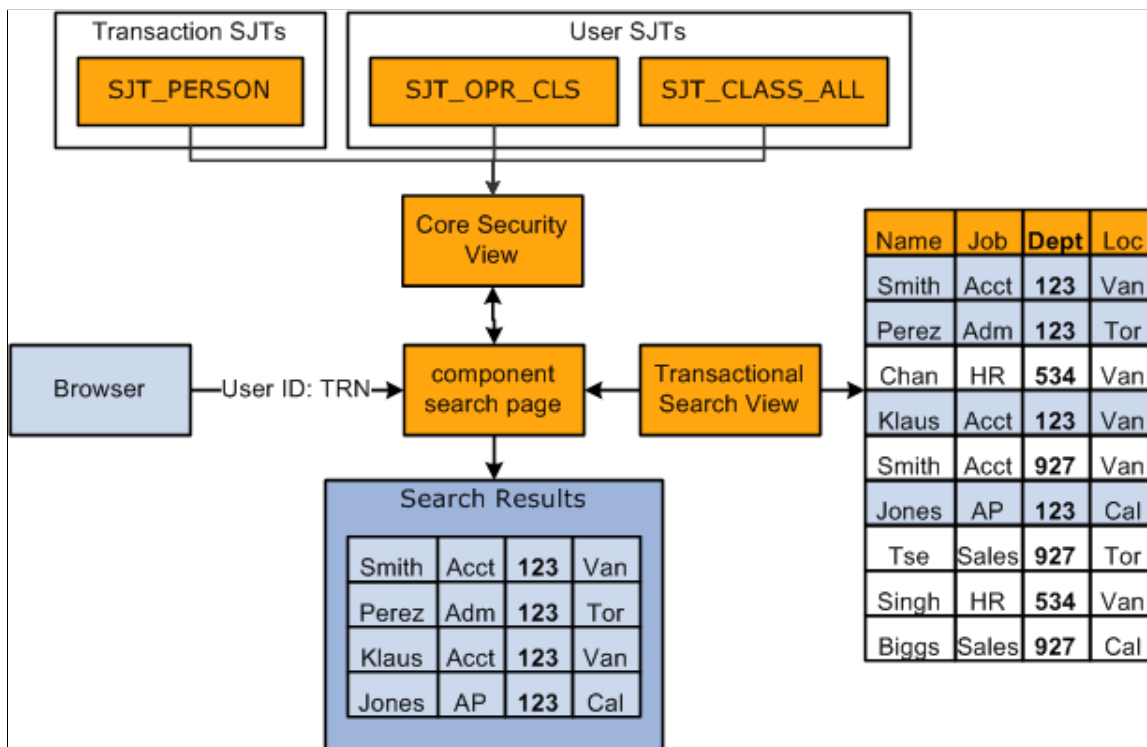 Transaction SJTs
User SJTs
SJT_PERSON
SJT_OPR_CLS
SJT_CLASS_ALL
Core Security
View
Browser
User ID: TRN
component
search page
Transactional
Search View
Name Job Dept Loc
Smith Acct 123 Van
Perez Adm 123 Tor
Chan HR 534 Van
Klaus Acct 123 Van
Smith Acct 927 Van
Jones AP 123 Cal
Tse Sales 927 Tor
Singh HR 534 Van
Biggs Sales 927 Cal
Search Results
Smith Acct 123 Van
Perez Adm 123 Tor
Klaus Acct 123 Van
Jones AP 123 Cal